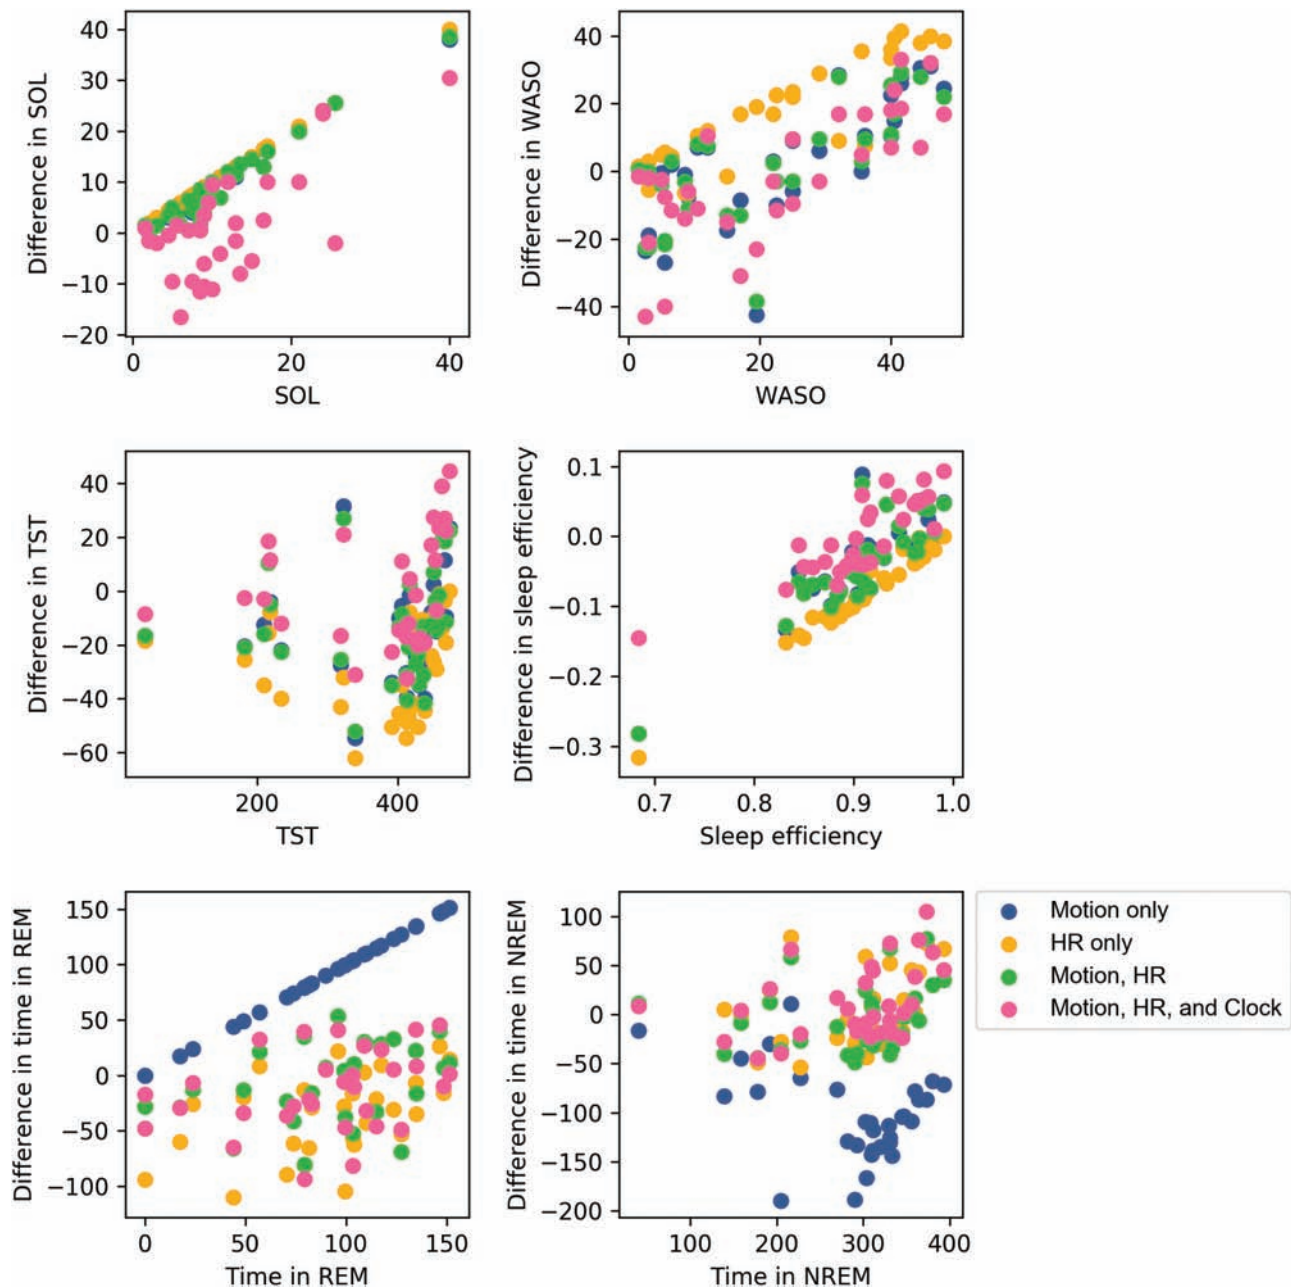 40
30
20
10
0
−10
−20
Difference in SOL
0 20 40
SOL
40
20
0
−20
−40
Difference in WASO
0 20 40
WASO
40
20
0
−20
−40
−60
Difference in TST
200 400
TST
0.1
0.0
−0.1
−0.2
−0.3
Difference in sleep efficiency
0.7 0.8 0.9 1.0
Sleep efficiency
150
100
50
0
−50
−100
Difference in time in REM
0 50 100 150
Time in REM
100
50
0
−50
−100
−150
−200
Difference in time in NREM
100 200 300 400
Time in NREM
Motion only
HR only
Motion, HR
Motion, HR, and Clock